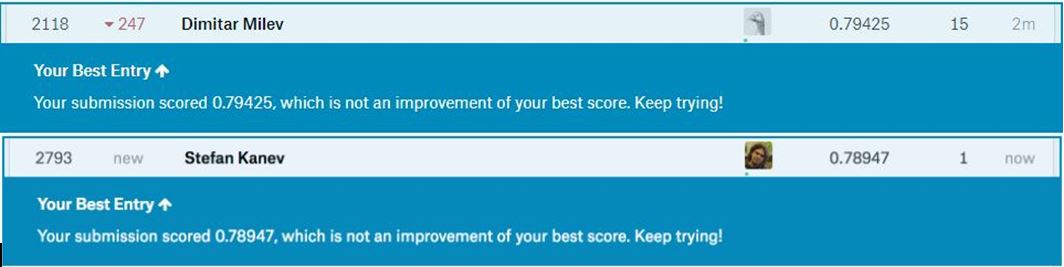 2118 247 Dimitar Milev 0.79425 15 2m
Your Best Entry
Your submission scored 0.79425, which is not an improvement of your best score. Keep trying!
2793 new Stefan Kanev 0.78947 1 now
Your Best Entry
Your submission scored 0.78947, which is not an improvement of your best score. Keep trying!